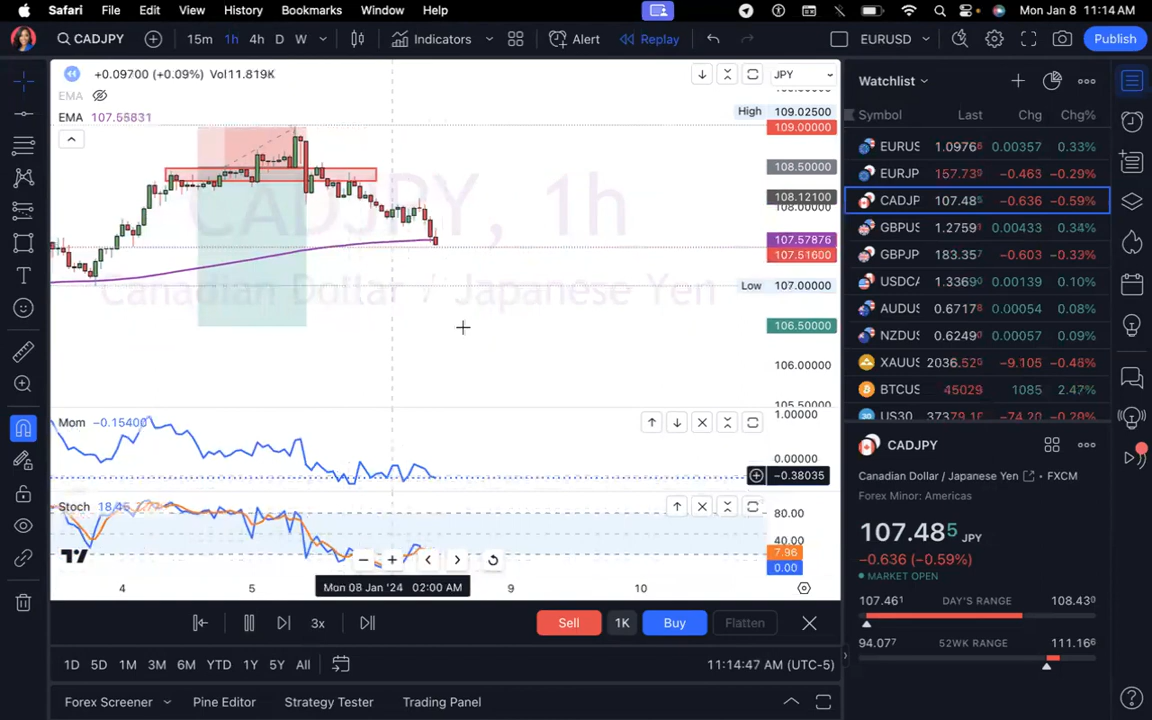 Safari File Edit View History Bookmarks Window Help Mon Jan 8 11:14 AM
CADJPY 15m 1h 4h D W Indicators Alert Replay EURUSD Publish
+0.09700 (+0.09%) Vol11.819K
EMA
EMA 107.55831
JPY
High 109.02500
109.00000
108.50000
108.12100
108.00000
107.57876
107.51600
Low 107.00000
106.50000
106.00000
105.50000
CADJPY, 1h
Canadian Dollar / Japanese Yen
Mom −0.15400
1.00000
0.00000
−0.38035
Stoch 18.45 7.77
80.00
40.00
7.96
0.00
4 5 Mon 08 Jan '24 02:00 AM 9 10
3x Sell 1K Buy Flatten
1D 5D 1M 3M 6M YTD 1Y 5Y All 11:14:47 AM (UTC-5)
Forex Screener Pine Editor Strategy Tester Trading Panel
Watchlist
Symbol Last Chg Chg%
EURUS 1.0976⁶ 0.00357 0.33%
EURJP 157.73⁹ −0.463 −0.29%
CADJP 107.48⁵ −0.636 −0.59%
GBPUS 1.2759¹ 0.00433 0.34%
GBPJP 183.35⁷ −0.603 −0.33%
USDCA 1.3369⁰ 0.00139 0.10%
AUDUS 0.6717⁶ 0.00054 0.08%
NZDUS 0.6249⁰ 0.00057 0.09%
XAUUS 2036.52⁵ −9.105 −0.46%
BTCUS 45029 1085 2.47%
US30 37379.16 −74.20 −0.20%
CADJPY
Canadian Dollar / Japanese Yen • FXCM
Forex Minor: Americas
107.48⁵ JPY
−0.636 (−0.59%)
MARKET OPEN
107.46¹ DAY'S RANGE 108.43⁰
94.07⁷ 52WK RANGE 111.16⁶